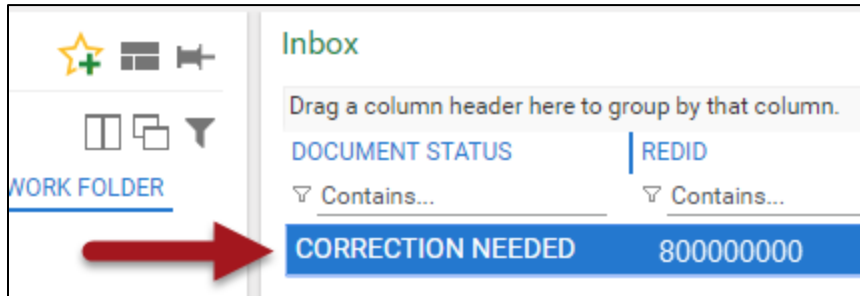 Inbox
Drag a column header here to group by that column.
DOCUMENT STATUS REDID
Contains... Contains...
WORK FOLDER
CORRECTION NEEDED 800000000